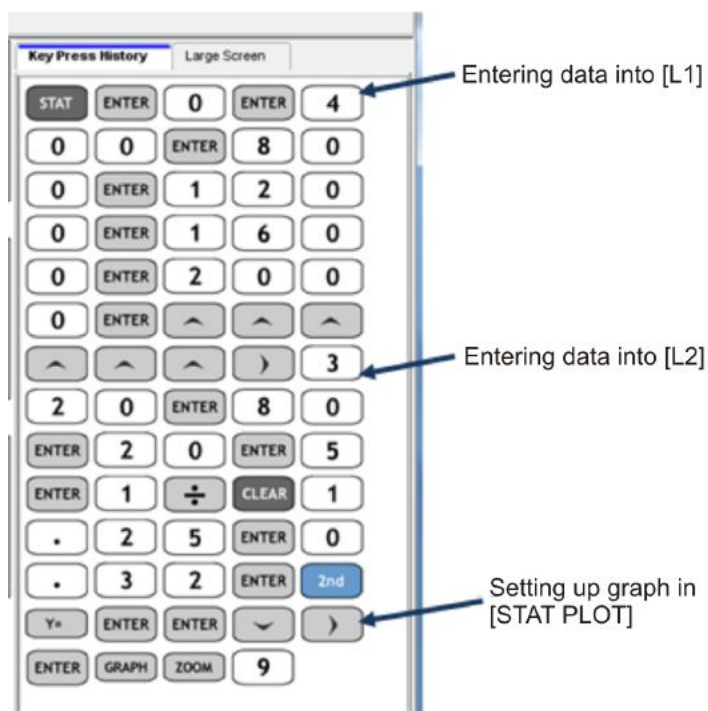 Key Press History Large Screen
Entering data into [L1]
STAT ENTER 0 ENTER 4
0 0 ENTER 8 0
0 ENTER 1 2 0
0 ENTER 1 6 0
0 ENTER 2 0 0
0 ENTER
Entering data into [L2]
) 3
2 0 ENTER 8 0
ENTER 2 0 ENTER 5
ENTER 1 ÷ CLEAR 1
. 2 5 ENTER 0
. 3 2 ENTER 2nd
Setting up graph in
[STAT PLOT]
Y= ENTER ENTER )
ENTER GRAPH ZOOM 9